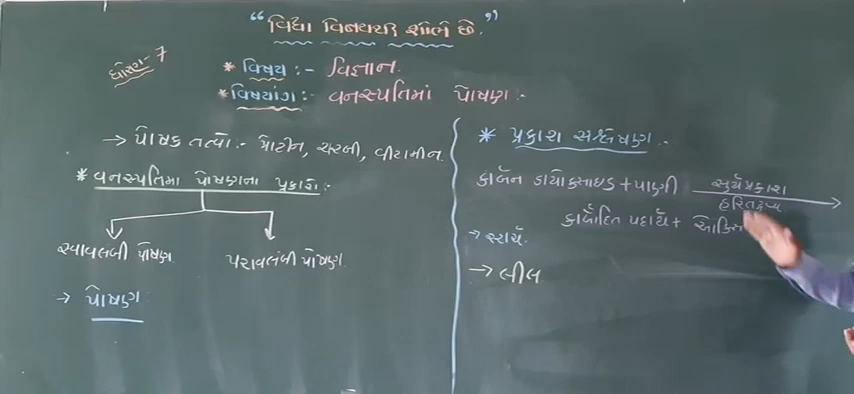 “વિદ્યા વિનયથી શોભે છે.”
ધોરણ-7
* વિષય :- વિજ્ઞાન.
* વિષયાંગ :- વનસ્પતિમાં પોષણ :-
→ પોષક તત્વો :- પ્રોટીન, ચરબી, વીટામીન.
* વનસ્પતિમા પોષણના પ્રકારો :-
સ્વાવલંબી પોષણ
પરાવલંબી પોષણ
→ પોષણ
* પ્રકાશ સંશ્લેષણ :-
કાર્બન ડાયોકસાઇડ + પાણી
સુર્યપ્રકાશ
હરિતદ્રવ્ય
કાર્બોદિત પદાર્થ +
→ સ્ટાર્ચ
→ લીલ